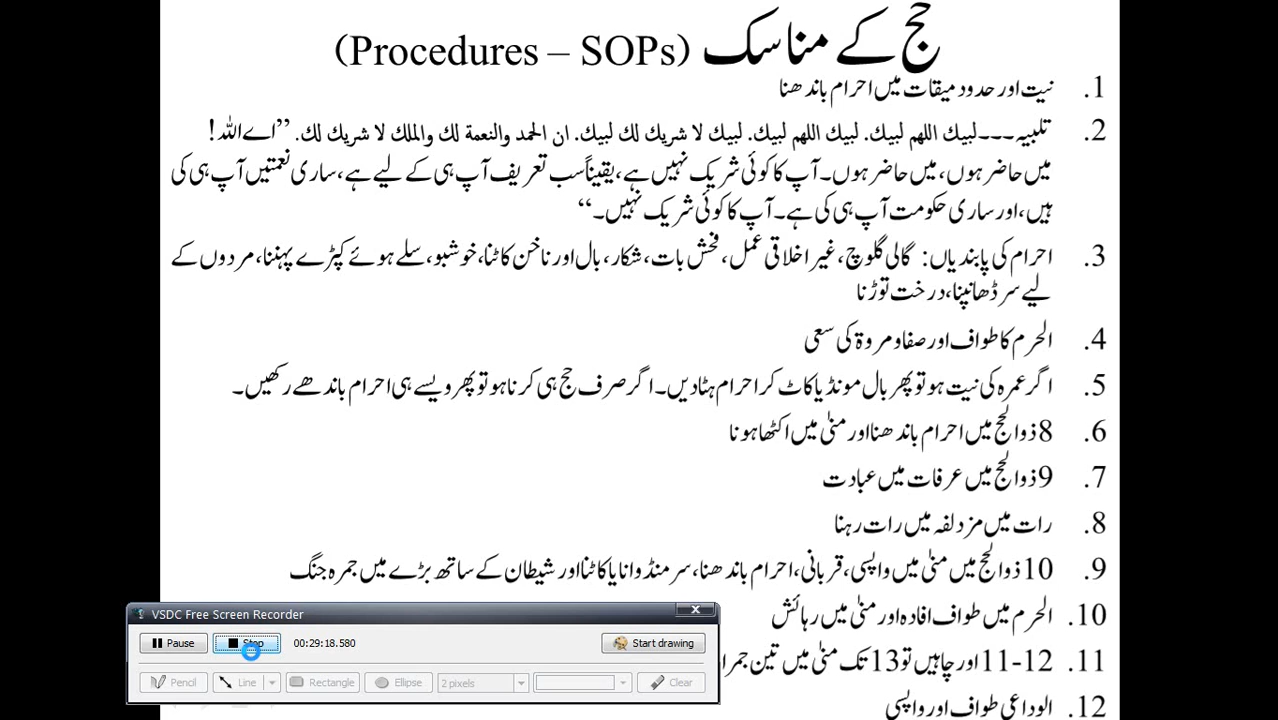 حج کے مناسک (Procedures – SOPs)
1. نیت اور حدود میقات میں احرام باندھنا
2. تلبیہ۔۔۔لبيك اللهم لبيك. لبيك اللهم لبيك. لبيك لا شريك لك لبيك. ان الحمد والنعمة لك والملك لا شريك لك. ”اے اللہ!
میں حاضر ہوں، میں حاضر ہوں۔ آپ کا کوئی شریک نہیں ہے، یقیناً سب تعریف آپ ہی کے لیے ہے، ساری نعمتیں آپ ہی کی
ہیں، اور ساری حکومت آپ ہی کی ہے۔ آپ کا کوئی شریک نہیں۔“
3. احرام کی پابندیاں: گالی گلوچ، غیر اخلاقی عمل، فحش بات، شکار، بال اور ناخن کاٹنا، خوشبو، سلے ہوئے کپڑے پہننا، مردوں کے
لیے سر ڈھانپنا، درخت توڑنا
4. الحرم کا طواف اور صفا و مروۃ کی سعی
5. اگر عمرہ کی نیت ہو تو پھر بال مونڈ یا کاٹ کر احرام ہٹا دیں۔ اگر صرف حج ہی کرنا ہو تو پھر ویسے ہی احرام باندھے رکھیں۔
6. 8 ذوالحج میں احرام باندھنا اور منیٰ میں اکٹھا ہونا
7. 9 ذوالحج میں عرفات میں عبادت
8. رات میں مزدلفہ میں رات رہنا
9. 10 ذوالحج میں منیٰ میں واپسی، قربانی، احرام باندھنا، سر منڈوانا یا کاٹنا اور شیطان کے ساتھ بڑے میں جمرہ جنگ
10. الحرم میں طواف افادہ اور منیٰ میں رہائش
11. 11-12 اور چاہیں تو 13 تک منیٰ میں تین جمرا
12. الوداعی طواف اور واپسی
VSDC Free Screen Recorder
Pause Stop 00:29:18.580 Start drawing
Pencil Line Rectangle Ellipse 2 pixels Clear